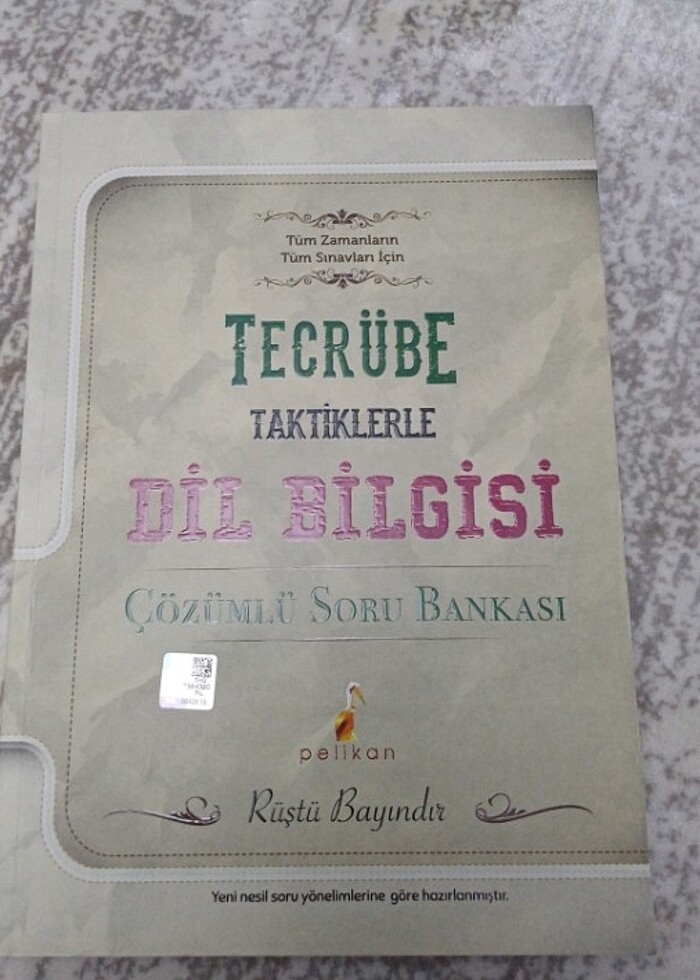 Tüm Zamanların
Tüm Sınavları İçin
TECRÜBE
TAKTİKLERLE
DİL BİLGİSİ
ÇÖZÜMLÜ SORU BANKASI
pelikan
Rüştü Bayındır
Yeni nesil soru yönelimlerine göre hazırlanmıştır.